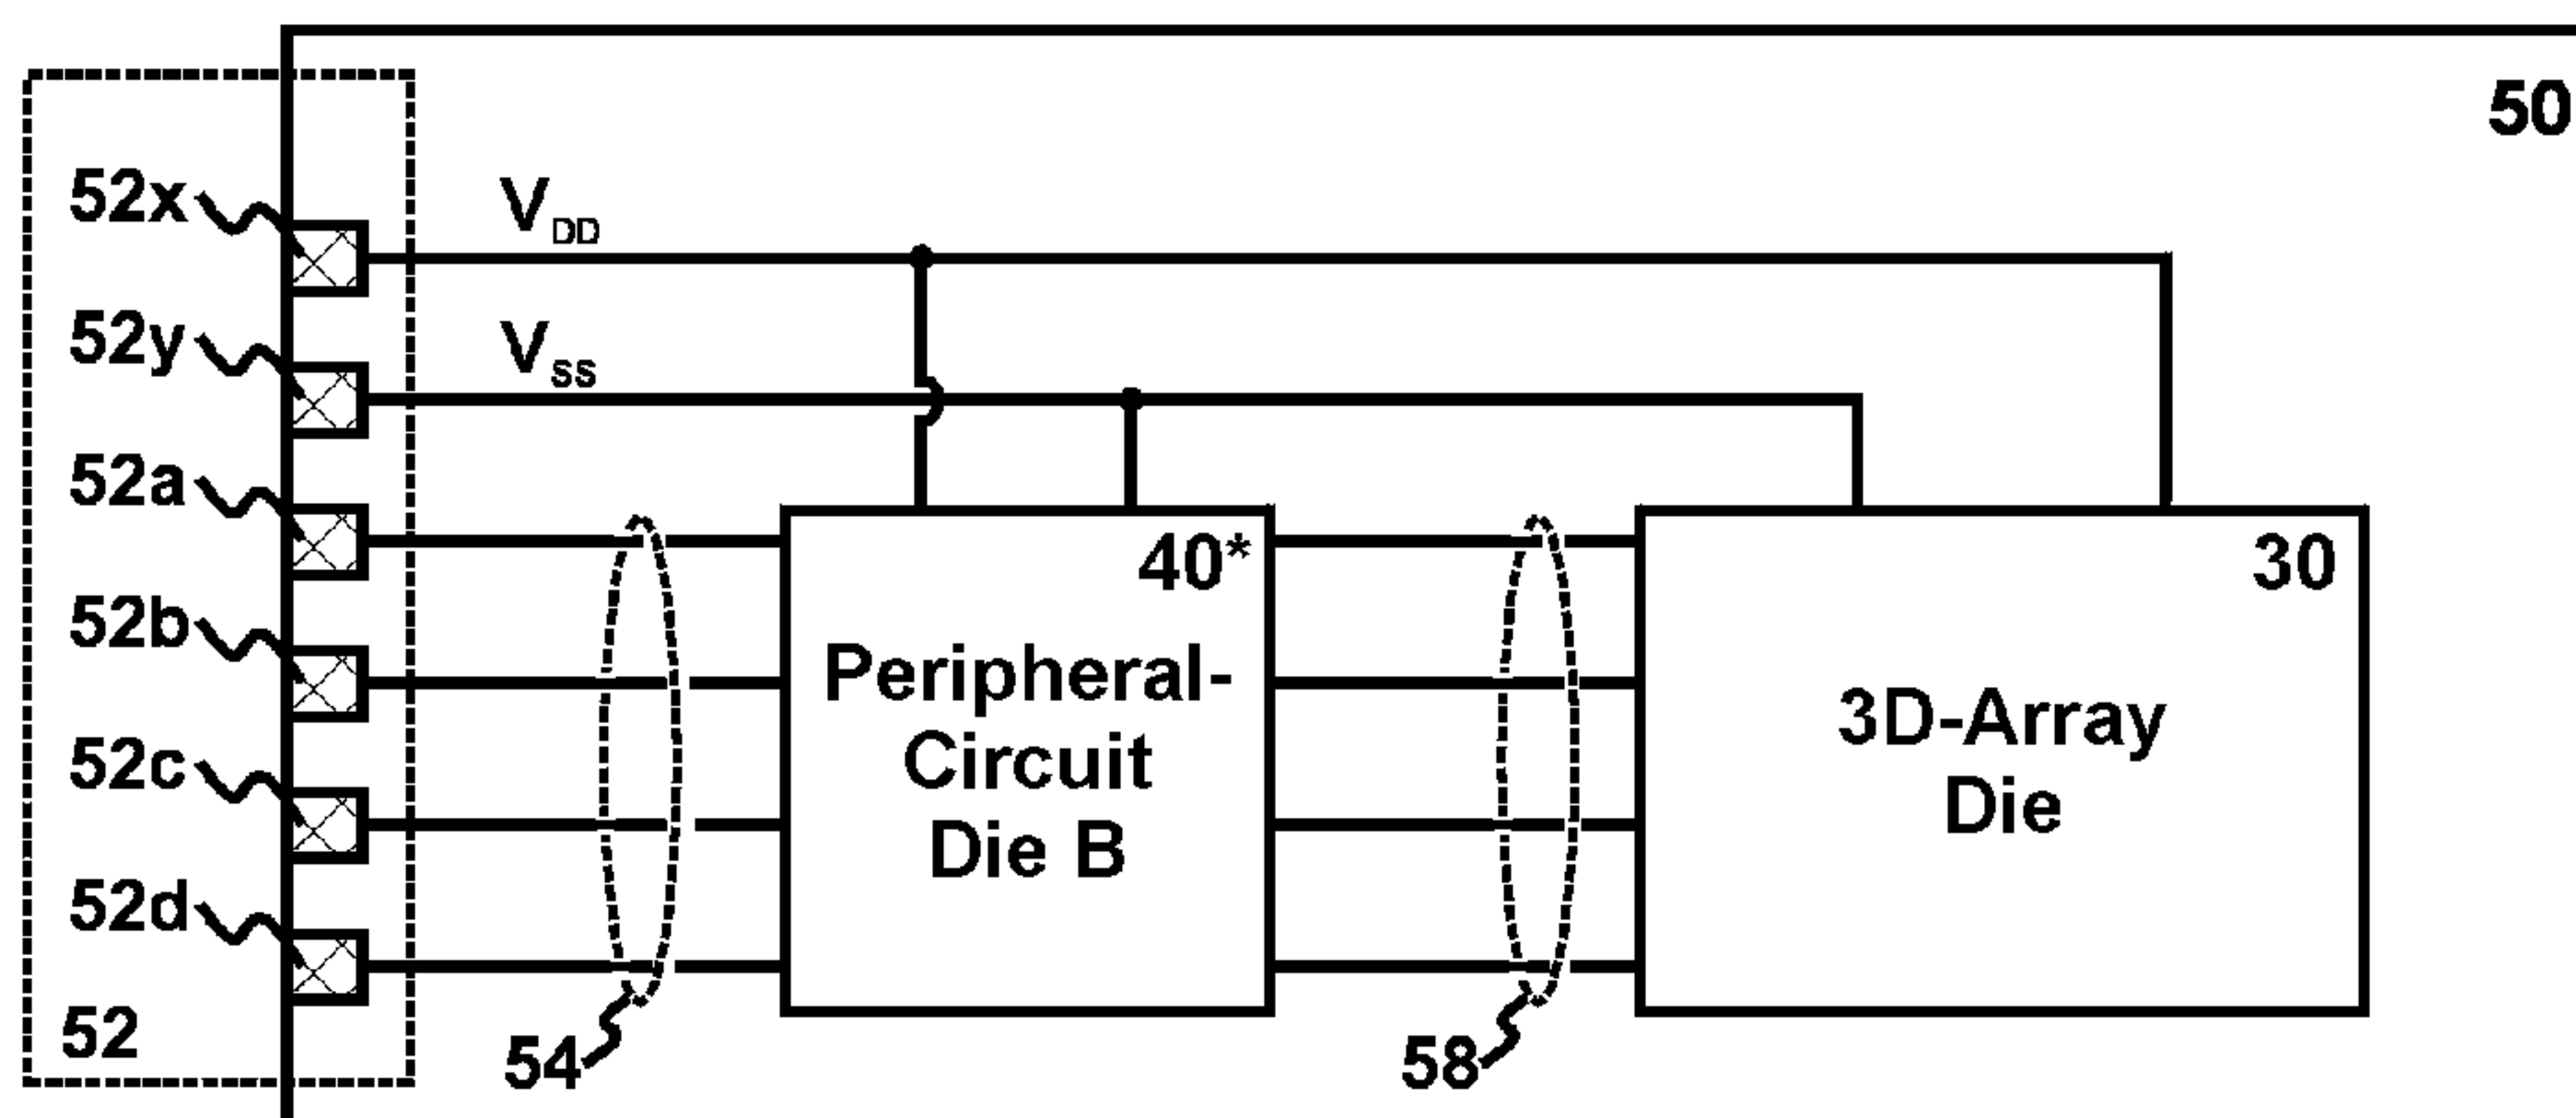 50
52x
V_DD
52y
V_SS
52a
52b
52c
52d
52
54
40*
Peripheral-
Circuit
Die B
58
30
3D-Array
Die